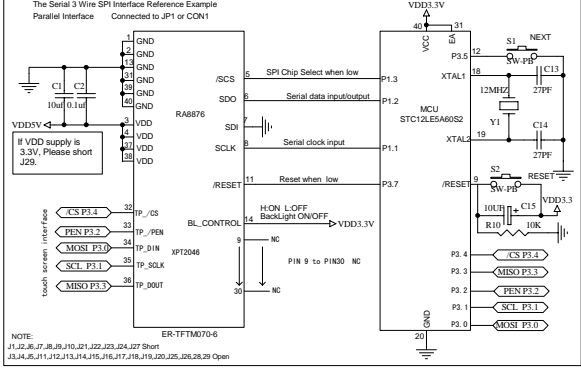 The Serial 3 Wire SPI Interface Reference Example
Parallel Interface Connected to JP1 or CON1
VDD3.3V
40
31
VCC
EA
1 GND
2 GND
13 GND
31 GND
39 GND
40 GND
3 VDD
4 VDD
37 VDD
38 VDD
C1
C2
10uf
0.1uf
VDD5V
If VDD supply is
3.3V, Please short
J29.
RA8876
/SCS 5 SPI Chip Select when low P1.3
SDO 6 Serial data input/output P1.2
SDI 7
SCLK 8 Serial clock input P1.1
/RESET 11 Reset when low P3.7
BL_CONTROL 14 H:ON L:OFF
BackLight ON/OFF
VDD3.3V
9 NC
PIN 9 to PIN30 NC
30 NC
MCU
STC12LE5A60S2
P3.5 12
S1 NEXT
SW-PB
XTAL1 18
C13
27PF
12MHZ
Y1
XTAL2 19
C14
27PF
S2
RESET
/RESET 9
SW-PB
10UF + C15
VDD3.3
R10 10K
touch screen interface
/CS P3.4 32 TP_/CS
PEN P3.2 33 TP_/PEN
MOSI P3.0 34 TP_DIN
SCL P3.1 35 TP_SCLK
MISO P3.3 36 TP_DOUT
XPT2046
P3. 4 /CS P3.4
P3. 3 MISO P3.3
P3. 2 PEN P3.2
P3. 1 SCL P3.1
P3. 0 MOSI P3.0
GND
20
ER-TFTM070-6
NOTE:
J1,J2,J6,J7,J8,J9,J10,J21,J22,J23,J24,J27 Short
J3,J4,J5,J11,J12,J13,J14,J15,J16,J17,J18,J19,J20,J25,J26,28,29 Open